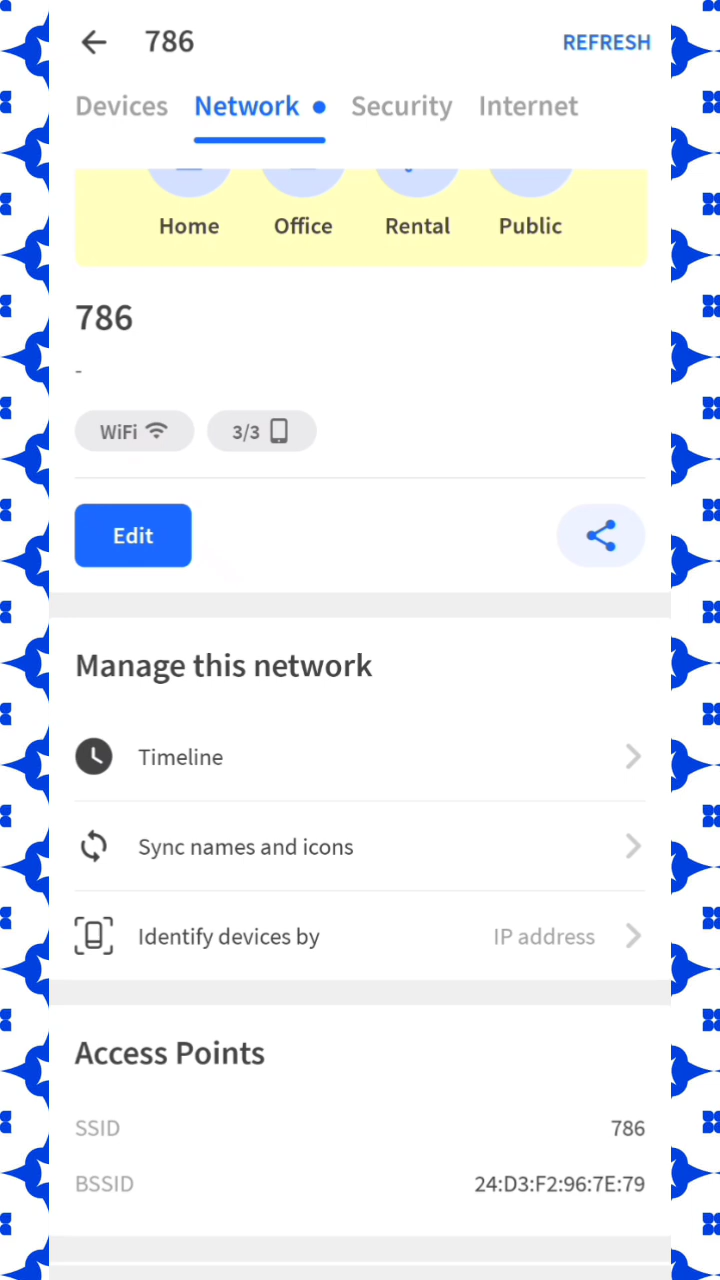 786
REFRESH
Devices Network Security Internet
Home Office Rental Public
786
-
WiFi 3/3
Edit
Manage this network
Timeline
Sync names and icons
Identify devices by IP address
Access Points
SSID 786
BSSID 24:D3:F2:96:7E:79